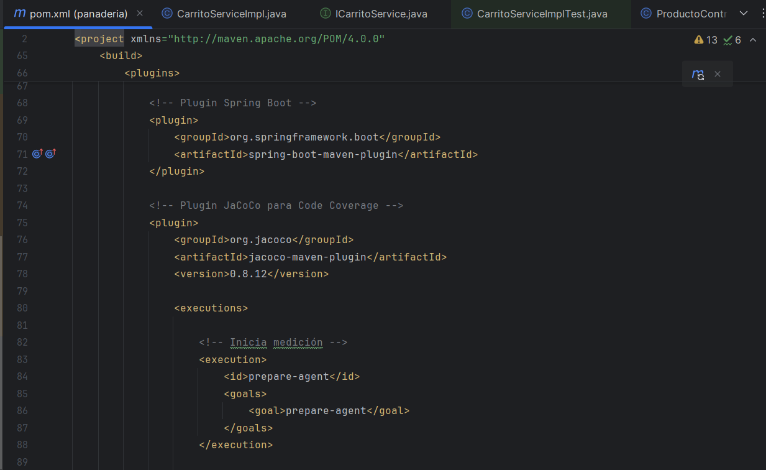 pom.xml (panaderia)
CarritoServiceImpl.java
ICarritoService.java
CarritoServiceImplTest.java
ProductoCont
2 <project xmlns="http://maven.apache.org/POM/4.0.0"
13 6
65 <build>
66 <plugins>
67
68 <!-- Plugin Spring Boot -->
69 <plugin>
70 <groupId>org.springframework.boot</groupId>
71 <artifactId>spring-boot-maven-plugin</artifactId>
72 </plugin>
73
74 <!-- Plugin JaCoCo para Code Coverage -->
75 <plugin>
76 <groupId>org.jacoco</groupId>
77 <artifactId>jacoco-maven-plugin</artifactId>
78 <version>0.8.12</version>
79
80 <executions>
81
82 <!-- Inicia medición -->
83 <execution>
84 <id>prepare-agent</id>
85 <goals>
86 <goal>prepare-agent</goal>
87 </goals>
88 </execution>
89